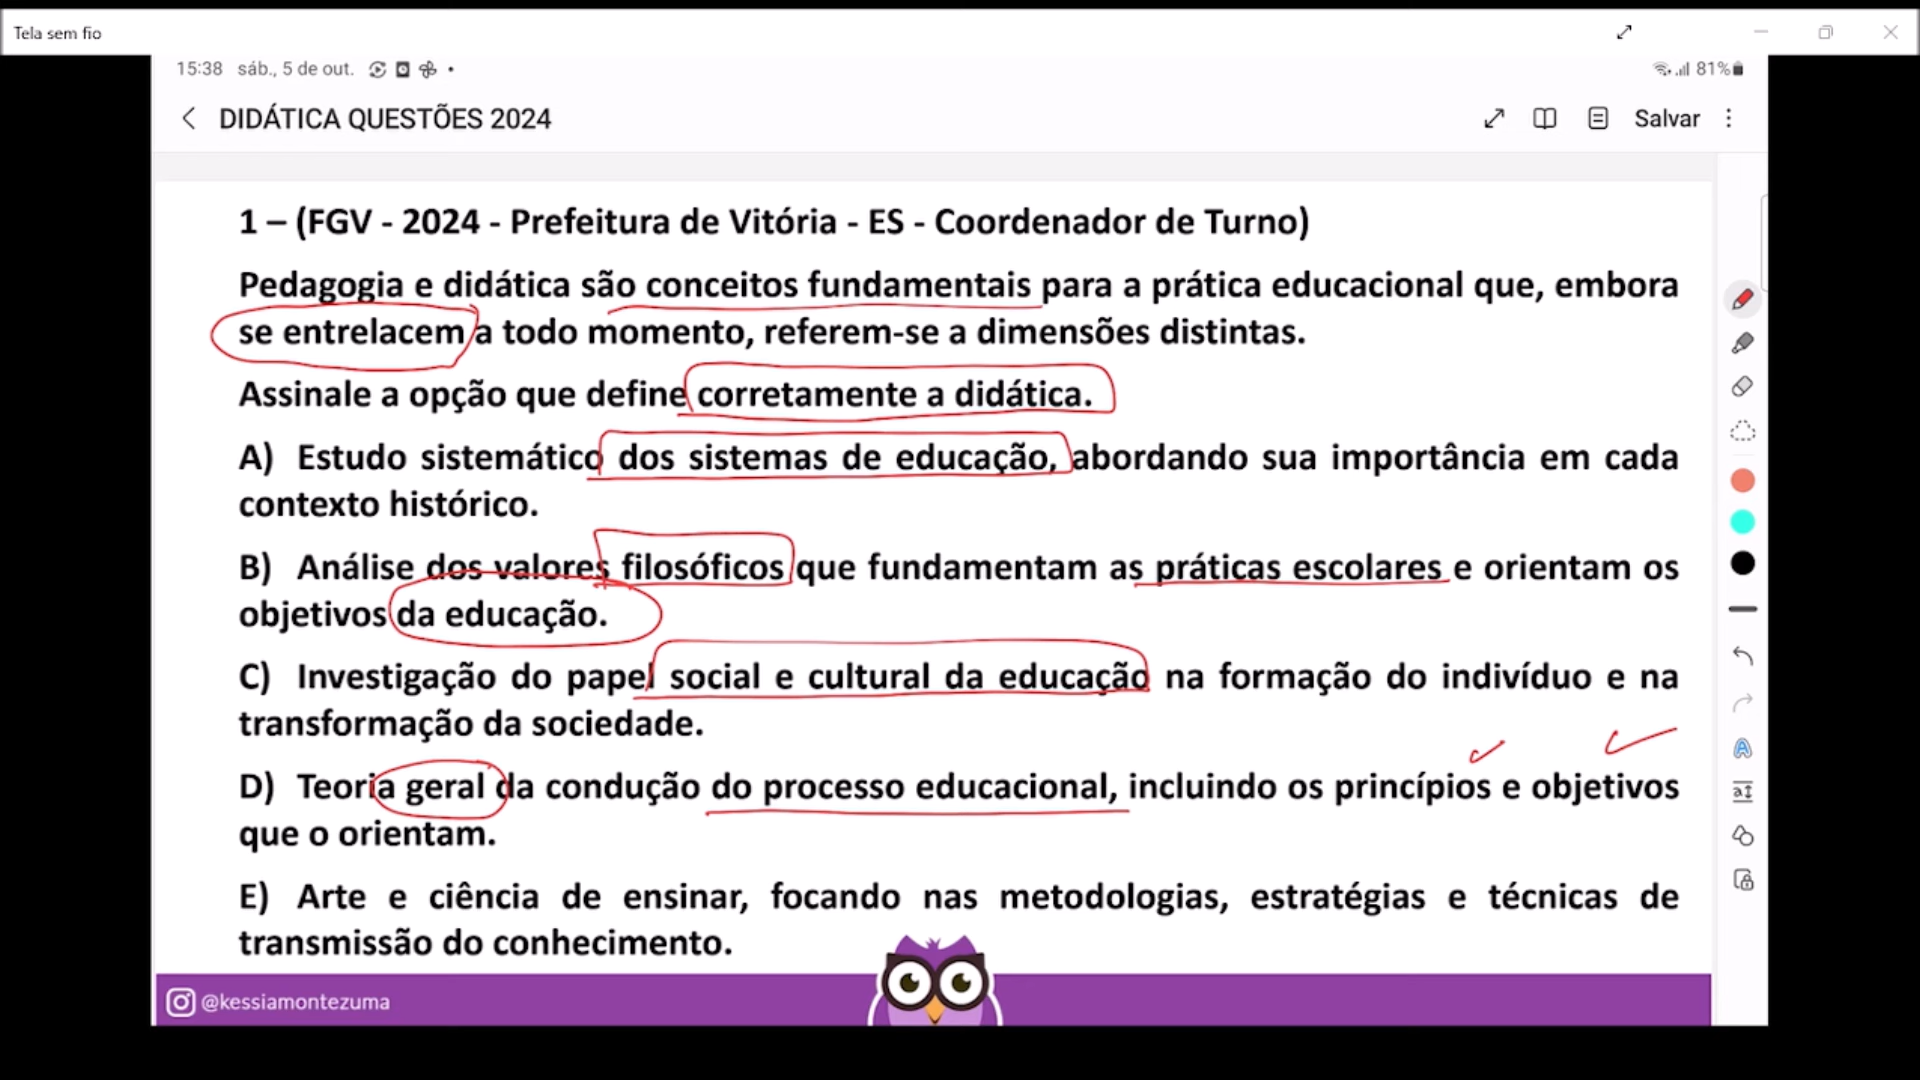 Tela sem fio
15:38 sáb., 5 de out.
81%
DIDÁTICA QUESTÕES 2024
Salvar
1 – (FGV - 2024 - Prefeitura de Vitória - ES - Coordenador de Turno)
Pedagogia e didática são conceitos fundamentais para a prática educacional que, embora
se entrelacem a todo momento, referem-se a dimensões distintas.
Assinale a opção que define corretamente a didática.
A) Estudo sistemático dos sistemas de educação, abordando sua importância em cada
contexto histórico.
B) Análise dos valores filosóficos que fundamentam as práticas escolares e orientam os
objetivos da educação.
C) Investigação do papel social e cultural da educação na formação do indivíduo e na
transformação da sociedade.
D) Teoria geral da condução do processo educacional, incluindo os princípios e objetivos
que o orientam.
E) Arte e ciência de ensinar, focando nas metodologias, estratégias e técnicas de
transmissão do conhecimento.
@kessiamontezuma